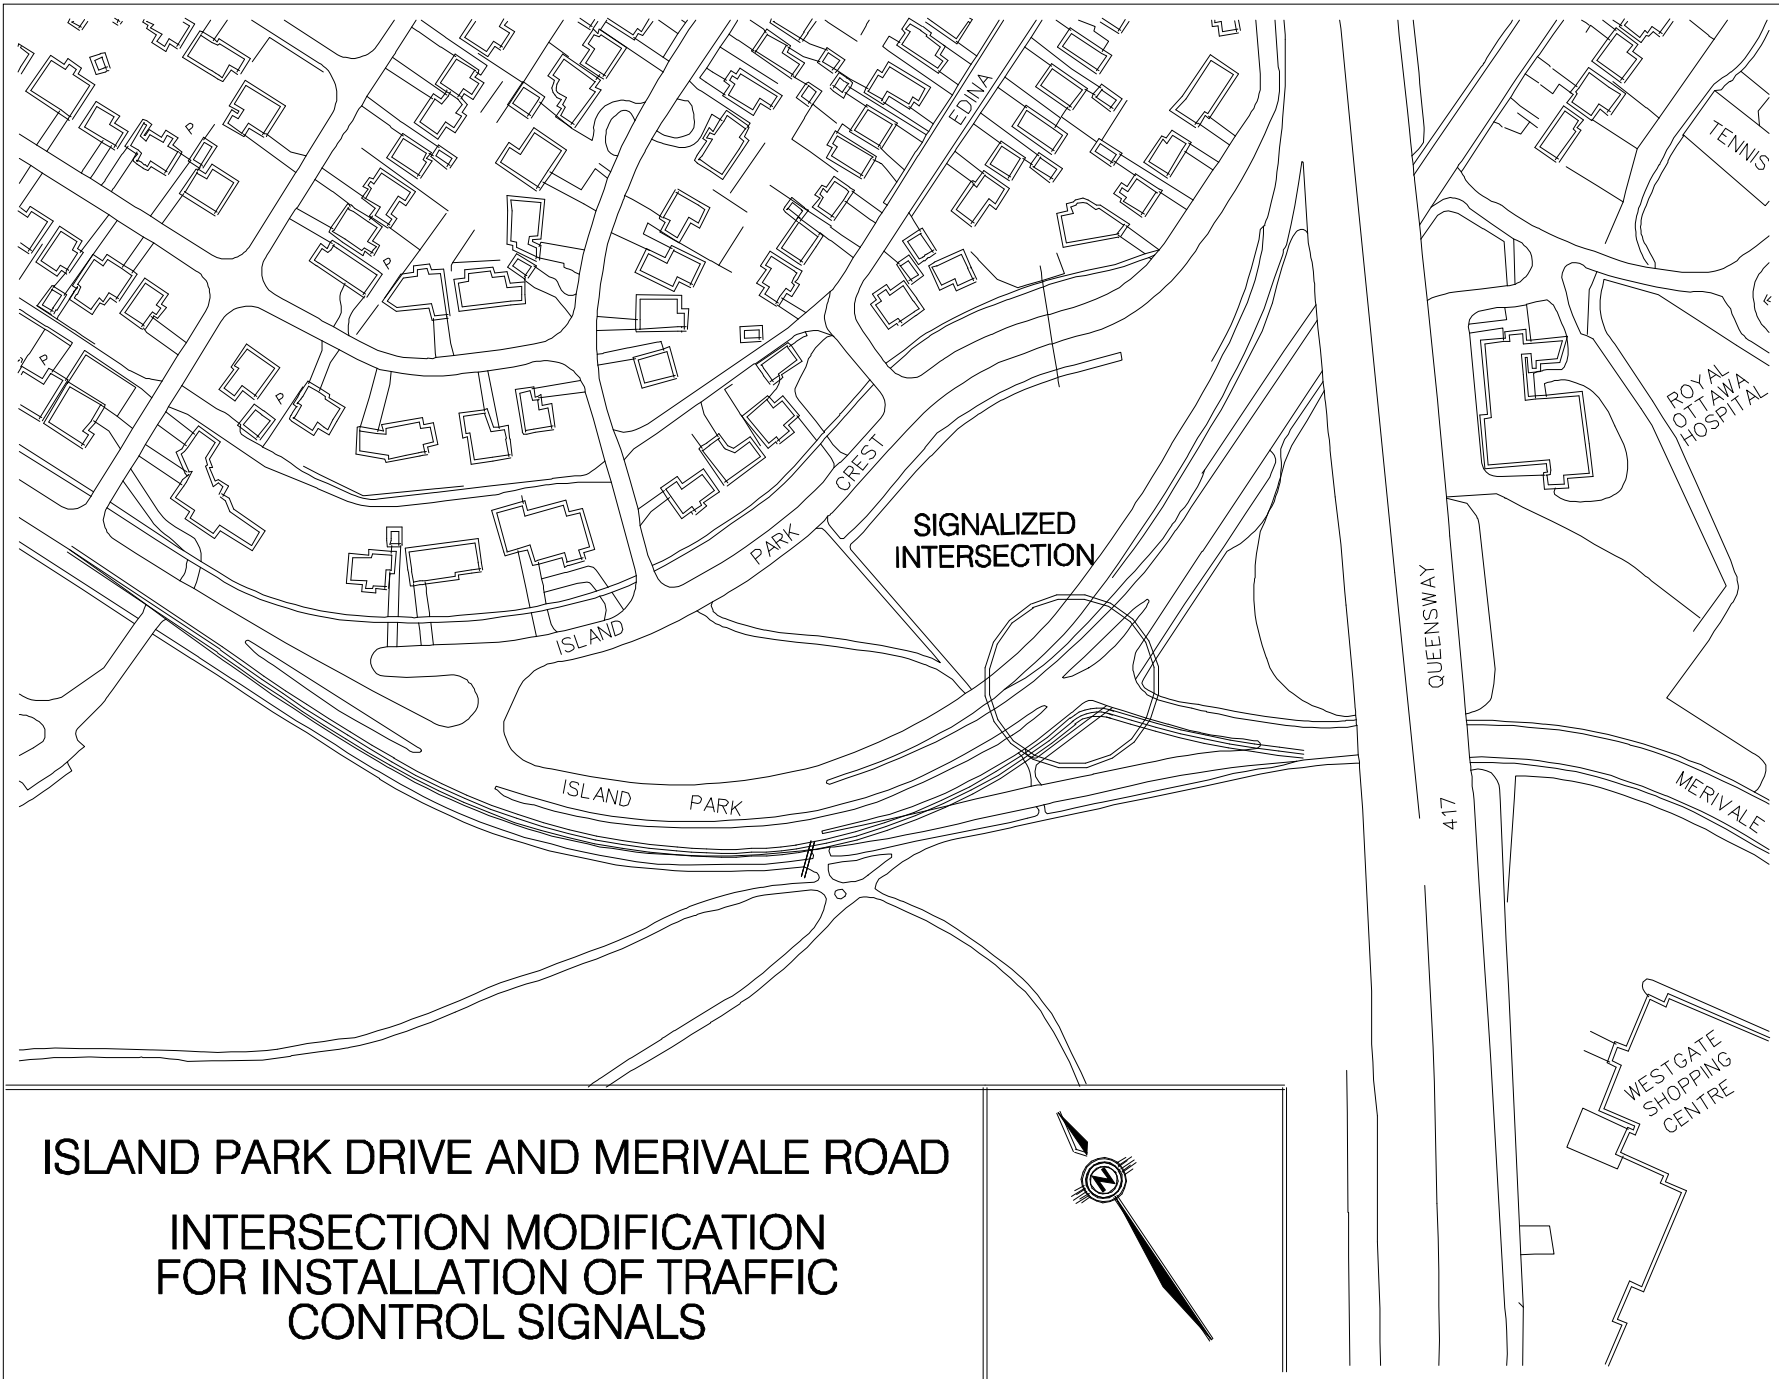 EDINA
TENNIS
ROYAL
OTTAWA
HOSPITAL
P
P
P
P
CREST
PARK
ISLAND
SIGNALIZED
INTERSECTION
QUEENSWAY
417
MERIVALE
ISLAND PARK
WESTGATE
SHOPPING
CENTRE
ISLAND PARK DRIVE AND MERIVALE ROAD
INTERSECTION MODIFICATION
FOR INSTALLATION OF TRAFFIC
CONTROL SIGNALS
N